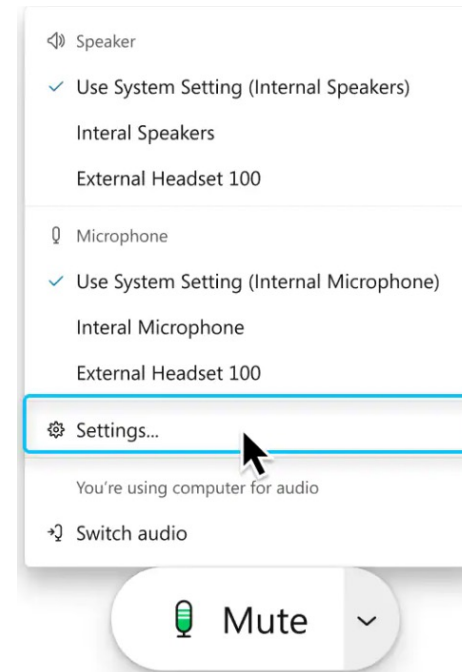 Speaker
Use System Setting (Internal Speakers)
Interal Speakers
External Headset 100
Microphone
Use System Setting (Internal Microphone)
Interal Microphone
External Headset 100
Settings...
You're using computer for audio
Switch audio
Mute